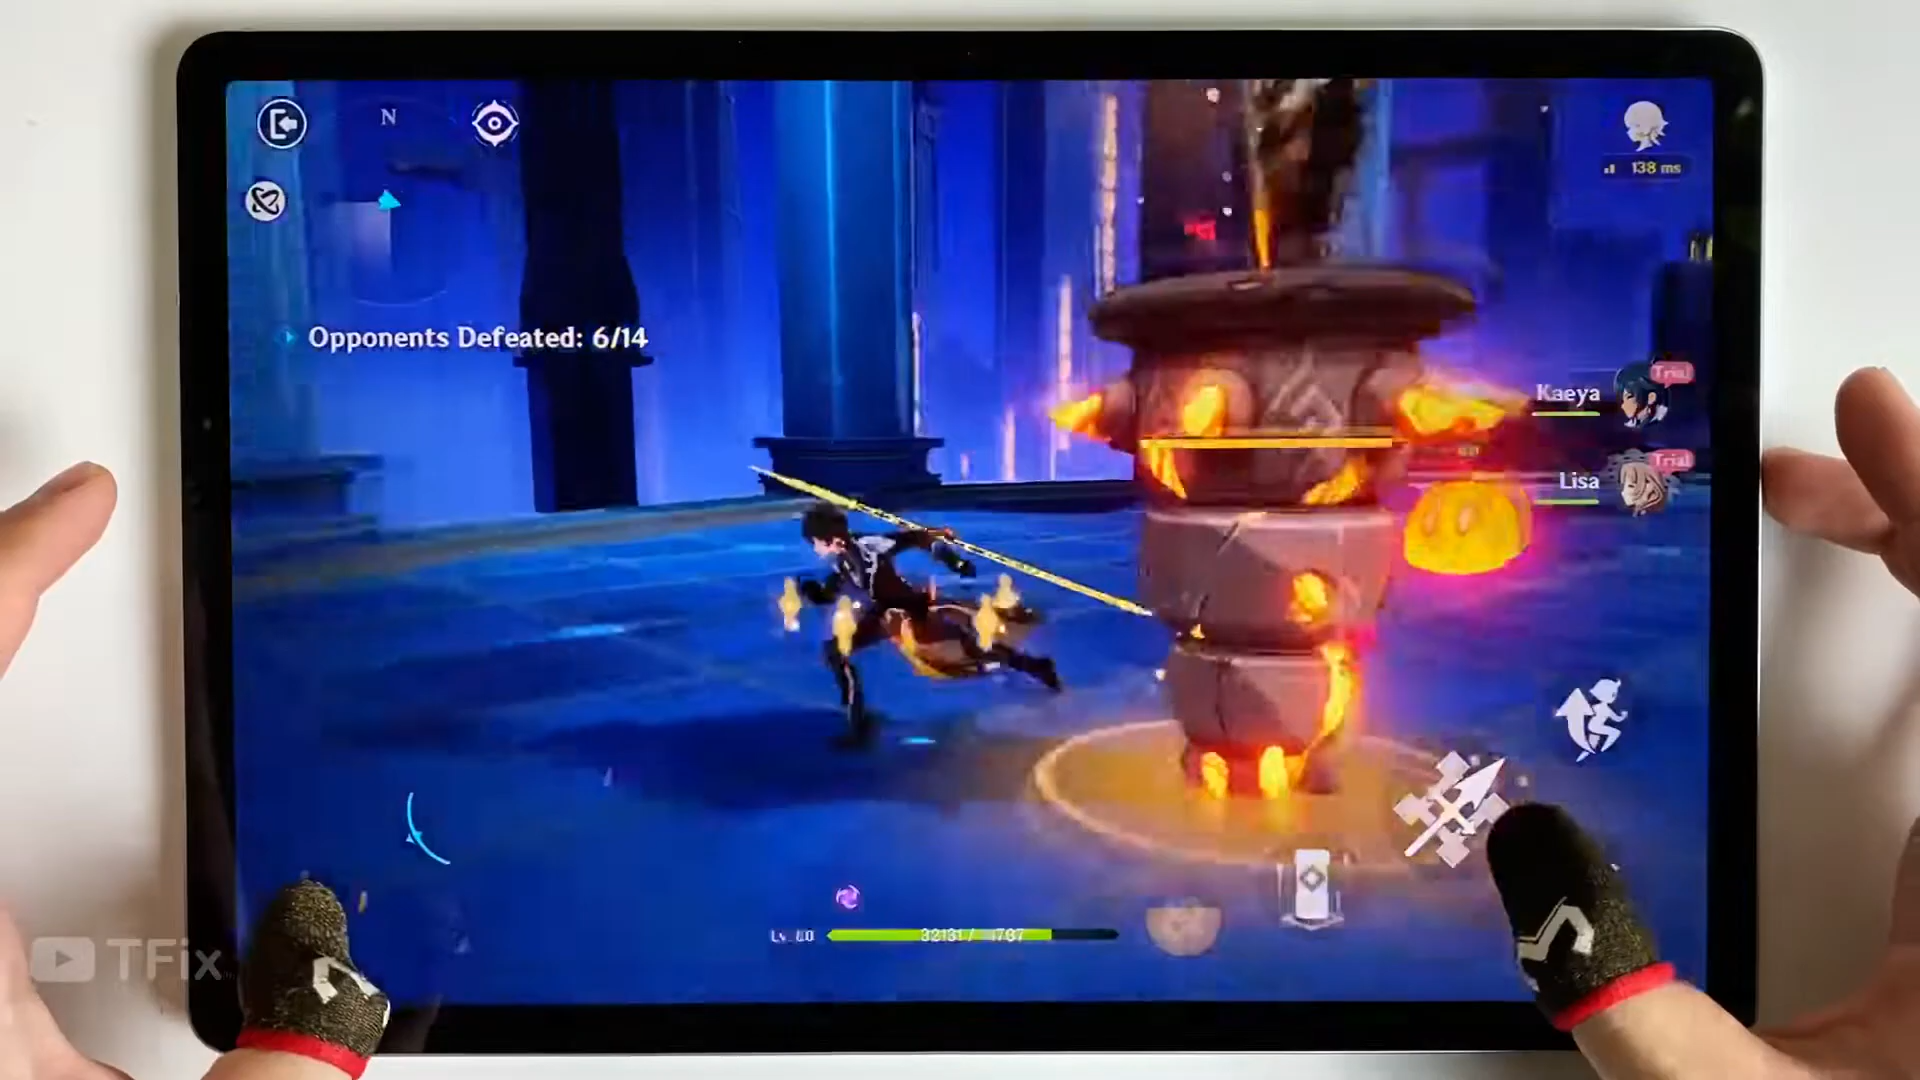 N
138 ms
Opponents Defeated: 6/14
Trial
Kaeya
Trial
Lisa
TFix